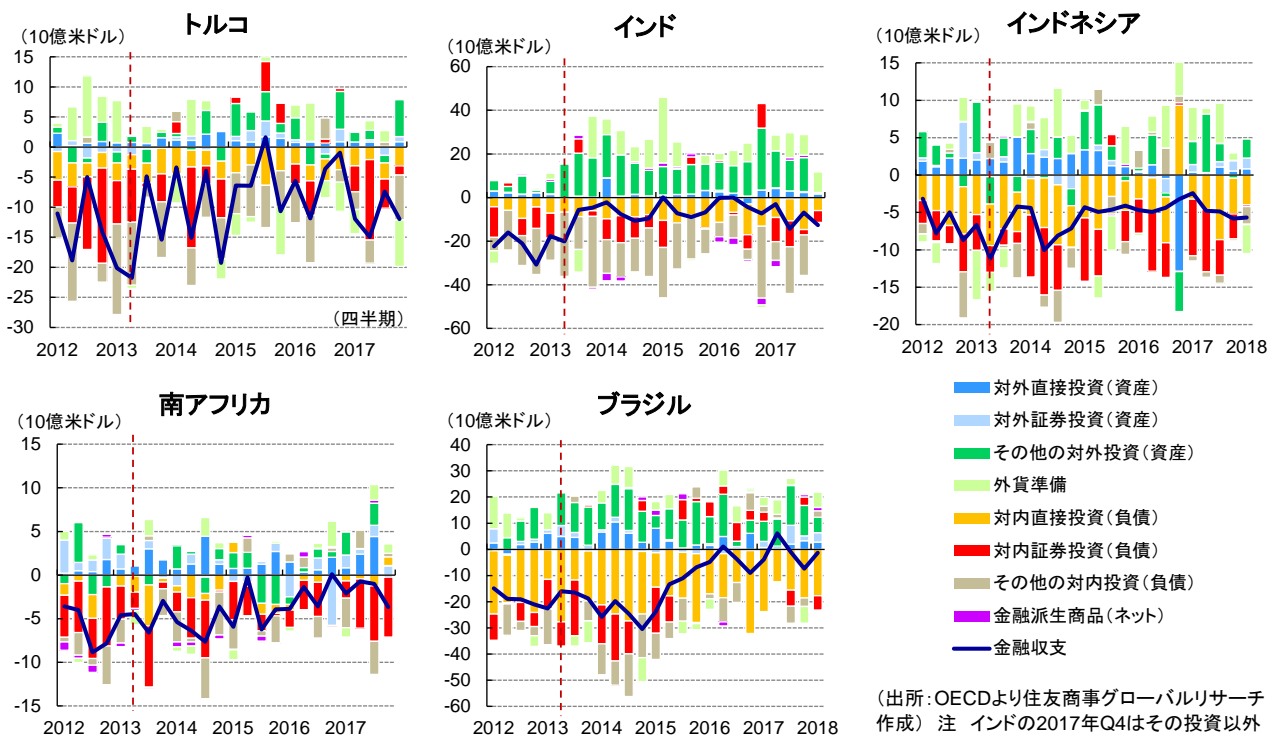 トルコ
（10億米ドル）
15
10
5
0
-5
-10
-15
-20
-25
-30
（四半期）
2012 2013 2014 2015 2016 2017
インド
（10億米ドル）
60
40
20
0
-20
-40
-60
2012 2013 2014 2015 2016 2017
インドネシア
（10億米ドル）
15
10
5
0
-5
-10
-15
-20
2012 2013 2014 2015 2016 2017 2018
南アフリカ
（10億米ドル）
15
10
5
0
-5
-10
-15
2012 2013 2014 2015 2016 2017
ブラジル
（10億米ドル）
40
30
20
10
0
-10
-20
-30
-40
-50
-60
2012 2013 2014 2015 2016 2017 2018
対外直接投資（資産）
対外証券投資（資産）
その他の対外投資（資産）
外貨準備
対内直接投資（負債）
対内証券投資（負債）
その他の対内投資（負債）
金融派生商品（ネット）
金融収支
（出所：OECDより住友商事グローバルリサーチ
作成） 注 インドの2017年Q4はその投資以外